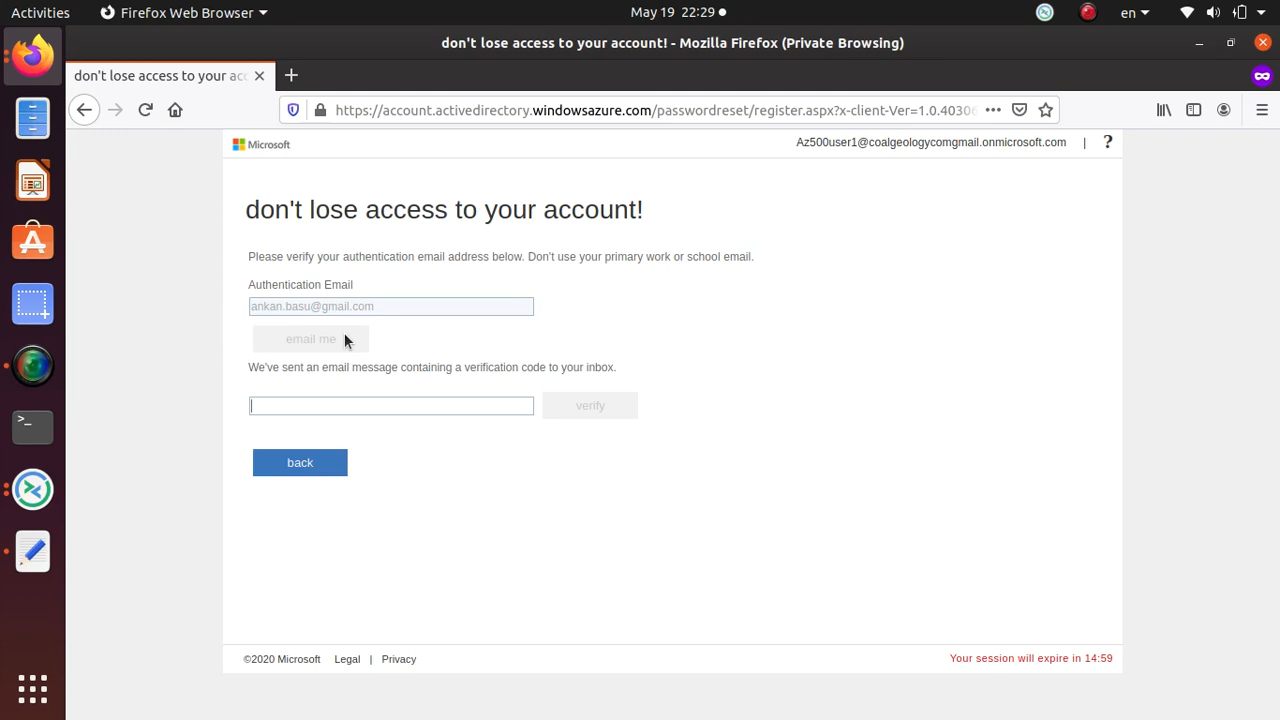 Activities
Firefox Web Browser
May 19 22:29
en
don't lose access to your account! - Mozilla Firefox (Private Browsing)
don't lose access to your acc
https://account.activedirectory.windowsazure.com/passwordreset/register.aspx?x-client-Ver=1.0.40306
Microsoft
Az500user1@coalgeologycomgmail.onmicrosoft.com | ?
don't lose access to your account!
Please verify your authentication email address below. Don't use your primary work or school email.
Authentication Email
ankan.basu@gmail.com
email me
We've sent an email message containing a verification code to your inbox.
verify
back
©2020 Microsoft Legal | Privacy
Your session will expire in 14:59